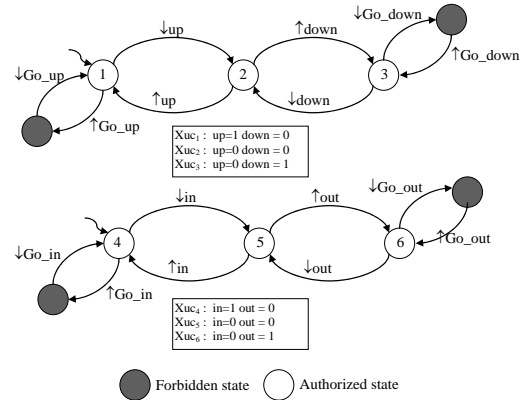 ↓Go_down
↓up
↑down
↑Go_down
↓Go_up
1
2
3
↑up
↓down
↑Go_up
Xuc₁ : up=1 down = 0
Xuc₂ : up=0 down = 0
Xuc₃ : up=0 down = 1
↓in
↑out
↓Go_out
↓Go_in
4
5
6
↑Go_out
↑in
↓out
↑Go_in
Xuc₄ : in=1 out = 0
Xuc₅ : in=0 out = 0
Xuc₆ : in=0 out = 1
Forbidden state
Authorized state